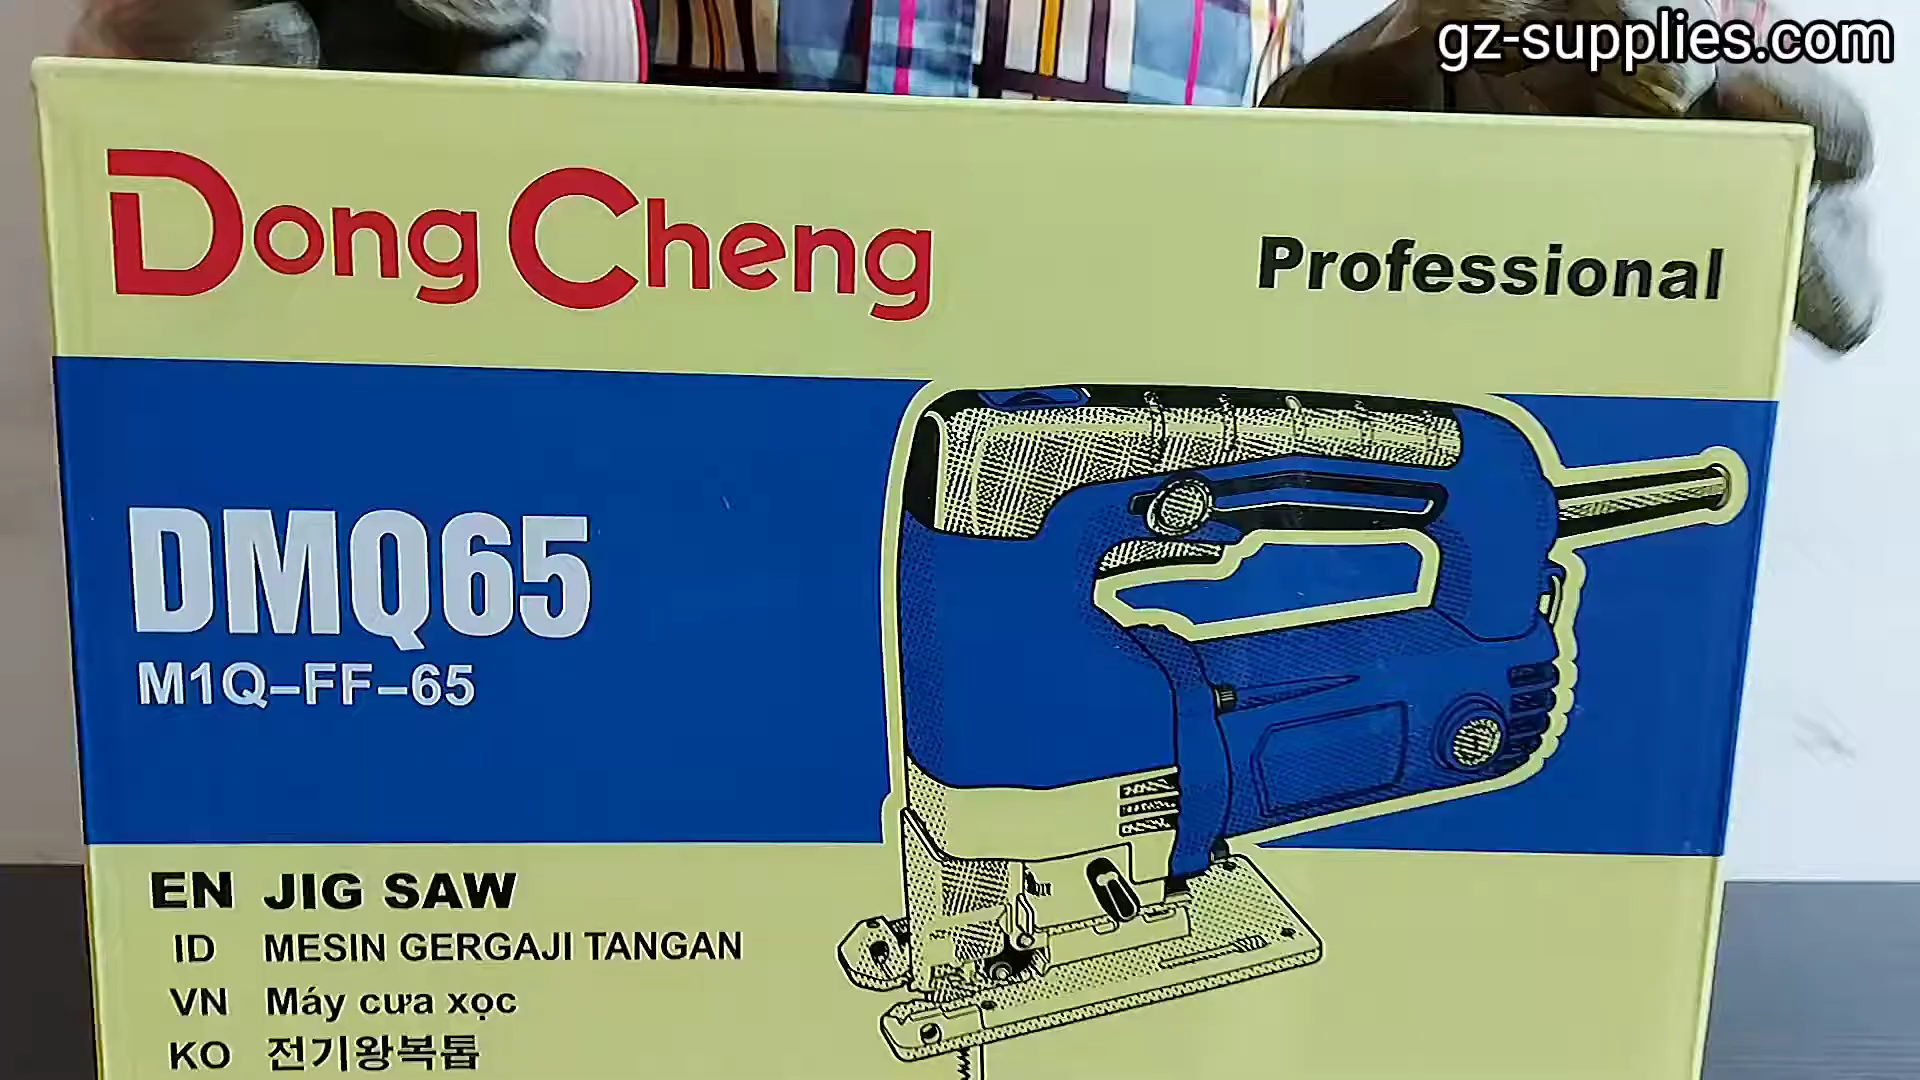 gz-supplies.com
Dong Cheng
Professional
DMQ65
M1Q-FF-65
EN JIG SAW
ID MESIN GERGAJI TANGAN
VN Máy cưa xọc
KO 전기왕복톱